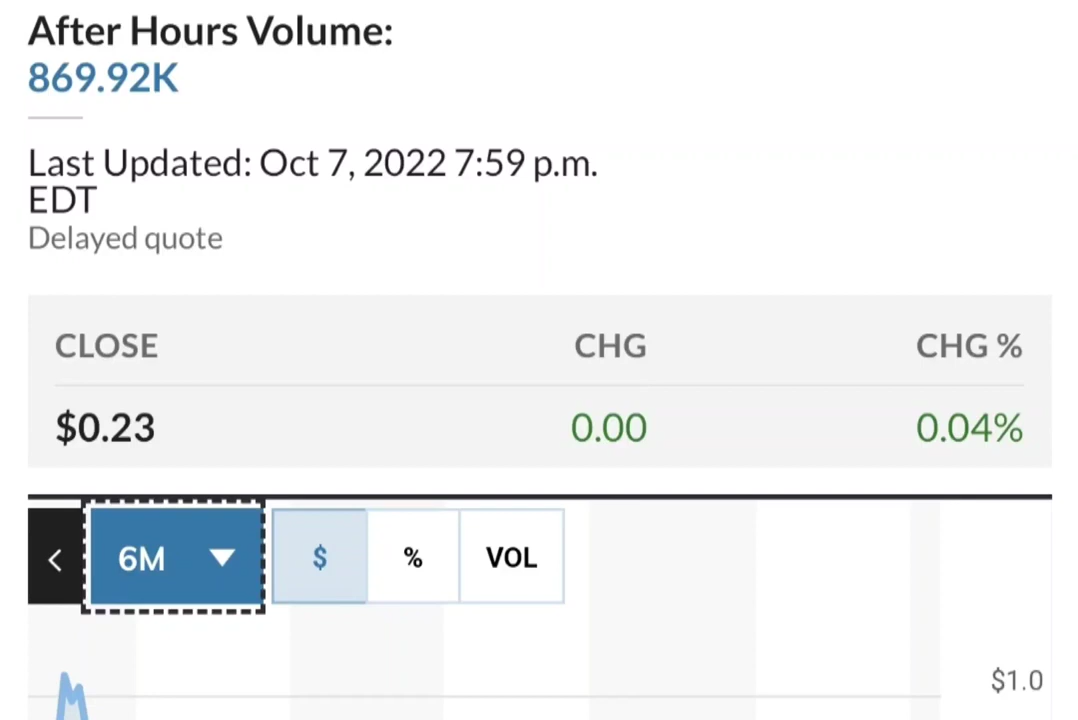 After Hours Volume:
869.92K
Last Updated: Oct 7, 2022 7:59 p.m.
EDT
Delayed quote
CLOSE CHG CHG %
$0.23 0.00 0.04%
6M $ % VOL
$1.0